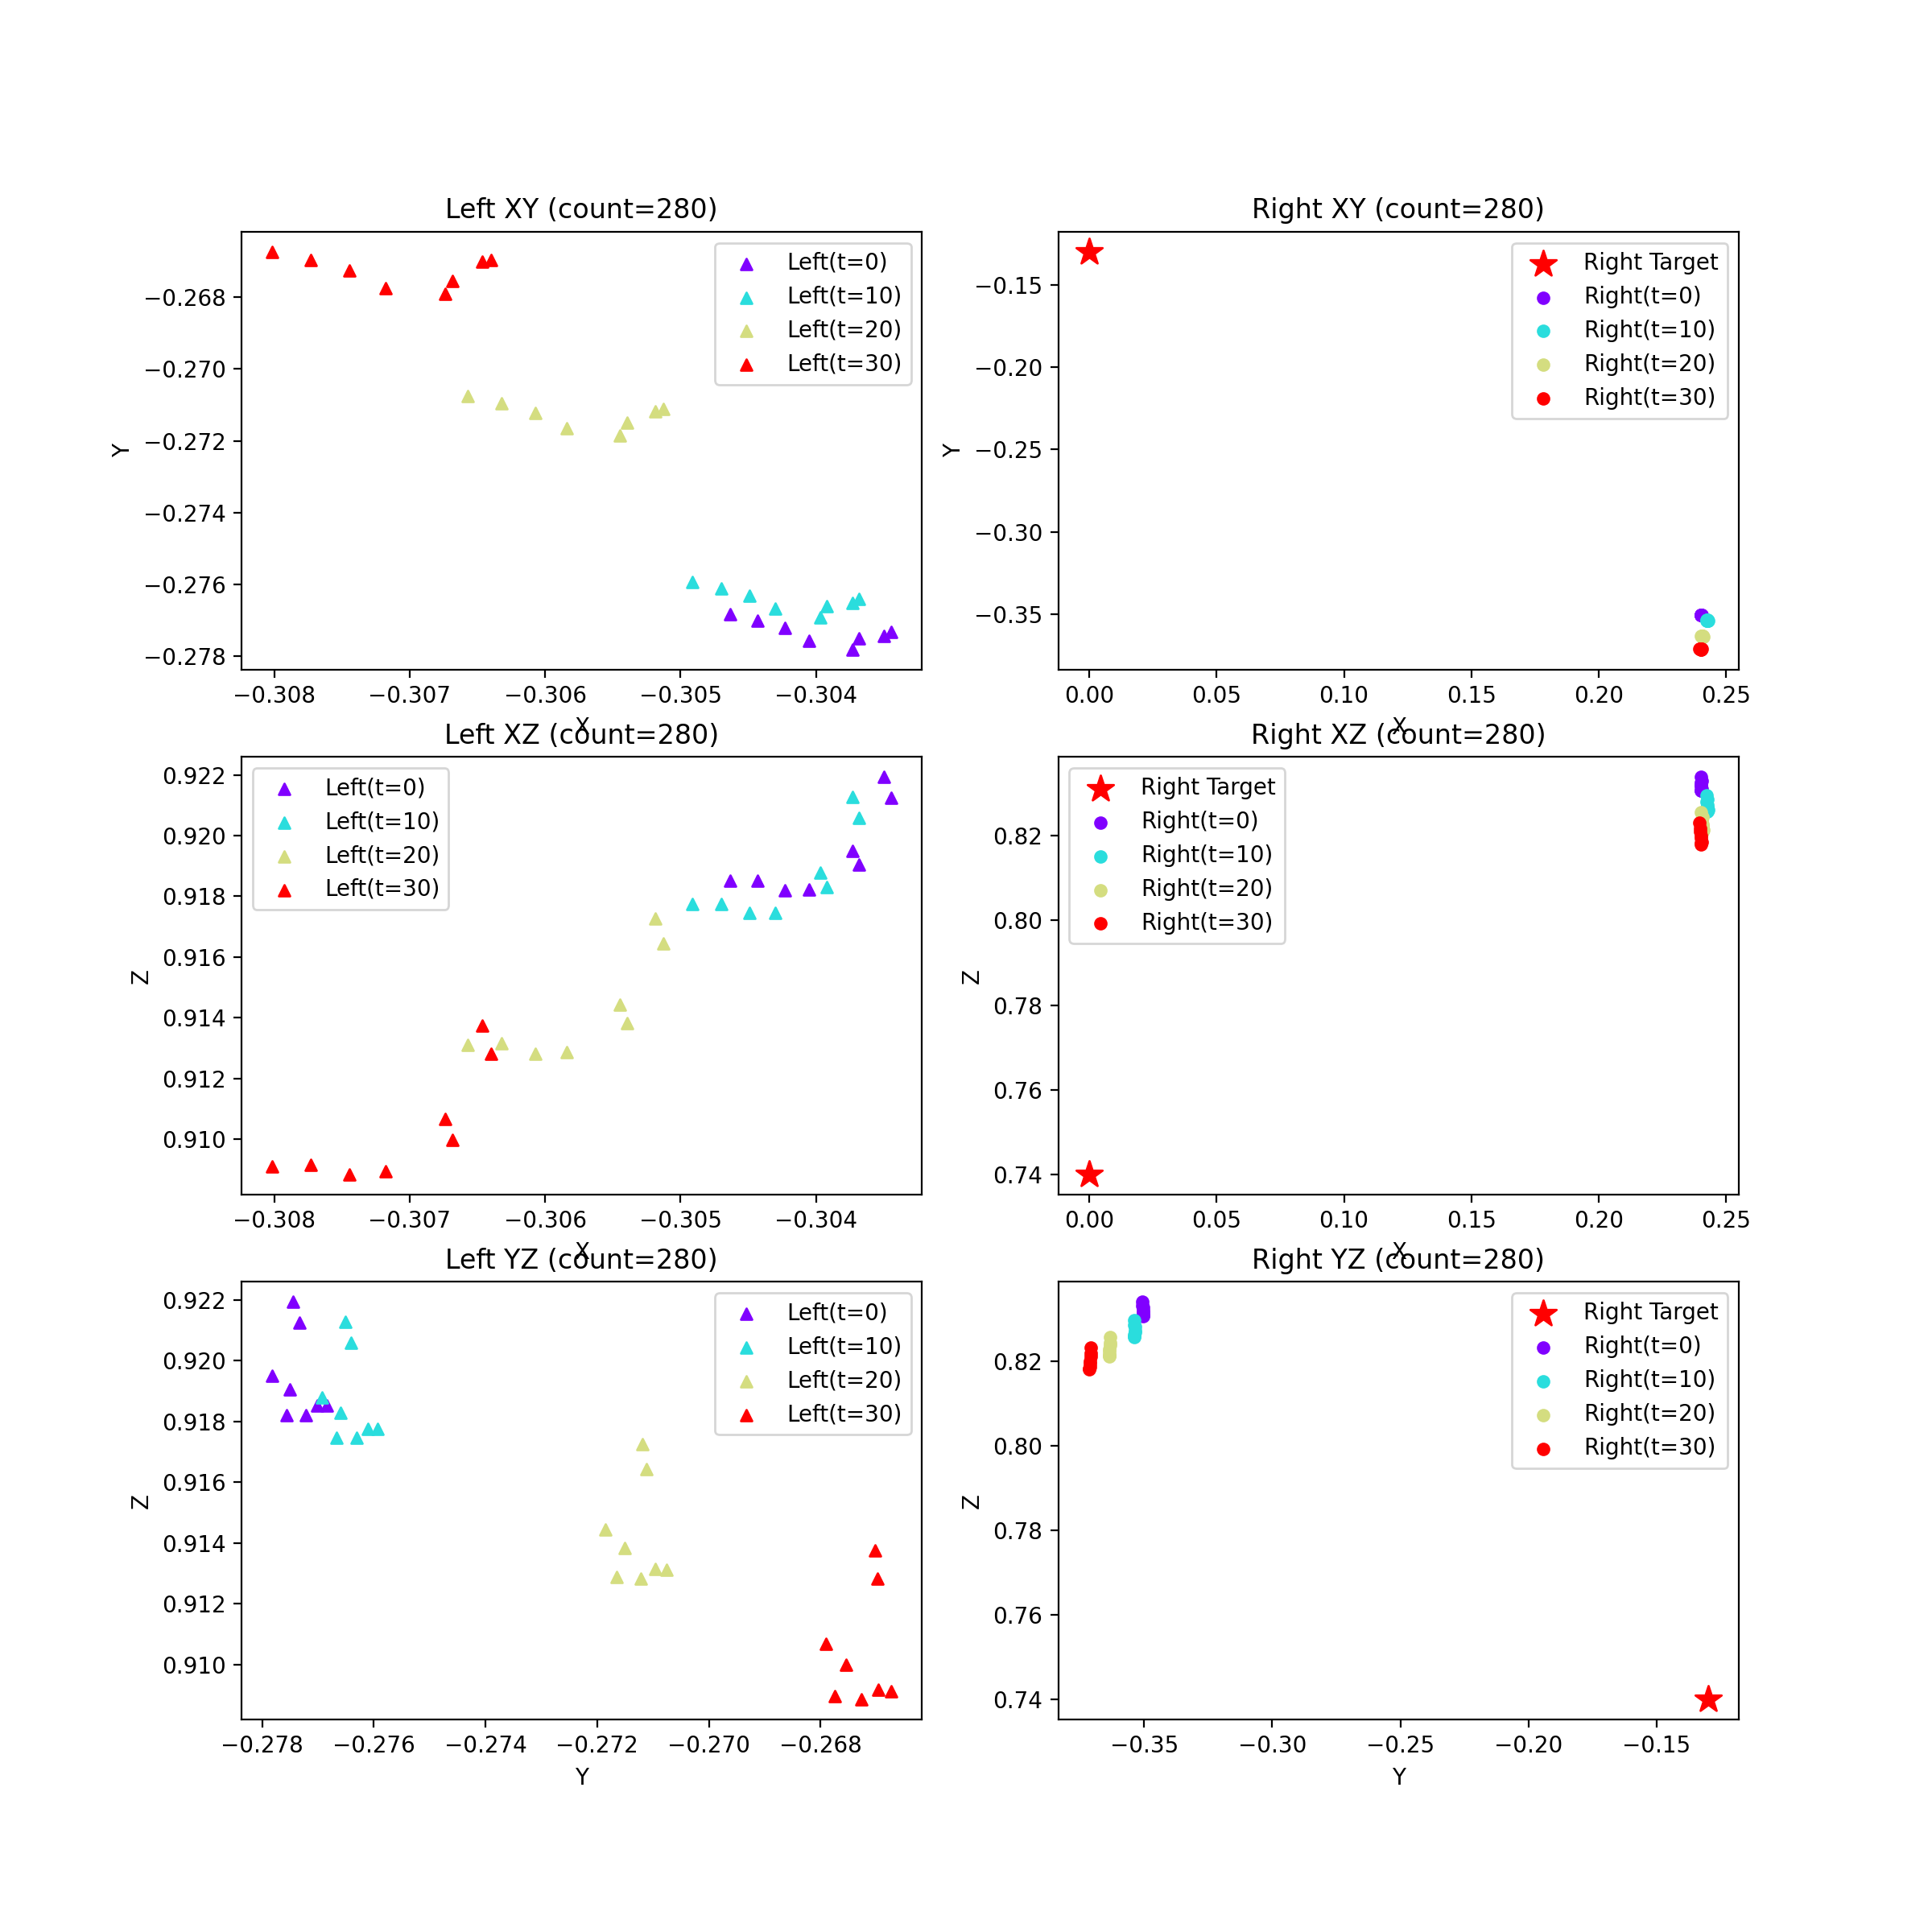 Left XY (count=280)
Left(t=0)
Left(t=10)
Left(t=20)
Left(t=30)
−0.268
−0.270
−0.272
−0.274
−0.276
−0.278
Y
−0.308 −0.307 −0.306 −0.305 −0.304
X
Right XY (count=280)
Right Target
Right(t=0)
Right(t=10)
Right(t=20)
Right(t=30)
−0.15
−0.20
−0.25
−0.30
−0.35
Y
0.00 0.05 0.10 0.15 0.20 0.25
X
Left XZ (count=280)
Left(t=0)
Left(t=10)
Left(t=20)
Left(t=30)
0.922
0.920
0.918
0.916
0.914
0.912
0.910
Z
−0.308 −0.307 −0.306 −0.305 −0.304
X
Right XZ (count=280)
Right Target
Right(t=0)
Right(t=10)
Right(t=20)
Right(t=30)
0.82
0.80
0.78
0.76
0.74
Z
0.00 0.05 0.10 0.15 0.20 0.25
X
Left YZ (count=280)
Left(t=0)
Left(t=10)
Left(t=20)
Left(t=30)
0.922
0.920
0.918
0.916
0.914
0.912
0.910
Z
−0.278 −0.276 −0.274 −0.272 −0.270 −0.268
Y
Right YZ (count=280)
Right Target
Right(t=0)
Right(t=10)
Right(t=20)
Right(t=30)
0.82
0.80
0.78
0.76
0.74
Z
−0.35 −0.30 −0.25 −0.20 −0.15
Y